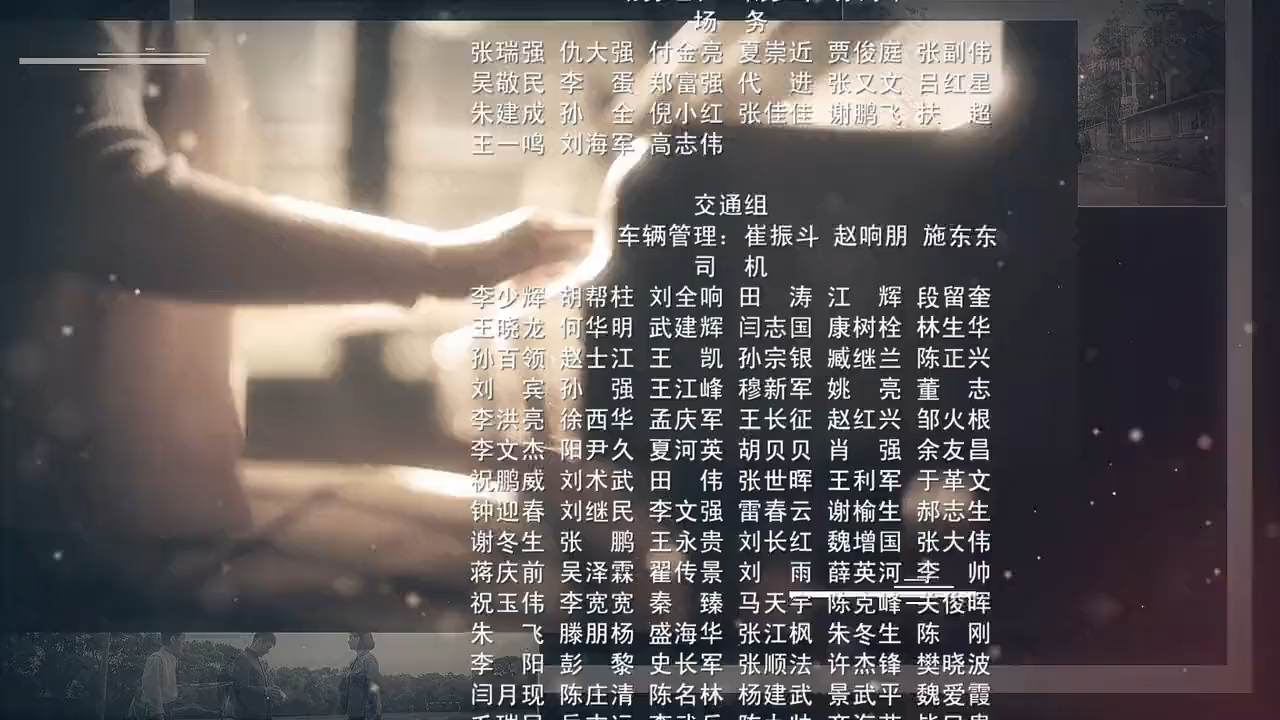 场 务
张瑞强 仇大强 付金亮 夏崇近 贾俊庭 张副伟
吴敬民 李 蛋 郑富强 代 进 张又文 吕红星
朱建成 孙 全 倪小红 张佳佳 谢鹏飞 扶 超
王一鸣 刘海军 高志伟
交通组
车辆管理：崔振斗 赵响朋 施东东
司 机
李少辉 胡帮柱 刘全响 田 涛 江 辉 段留奎
王晓龙 何华明 武建辉 闫志国 康树栓 林生华
孙百领 赵士江 王 凯 孙宗银 臧继兰 陈正兴
刘 宾 孙 强 王江峰 穆新军 姚 亮 董 志
李洪亮 徐西华 孟庆军 王长征 赵红兴 邹火根
李文杰 阳尹久 夏河英 胡贝贝 肖 强 余友昌
祝鹏威 刘术武 田 伟 张世晖 王利军 于革文
钟迎春 刘继民 李文强 雷春云 谢榆生 郝志生
谢冬生 张 鹏 王永贵 刘长红 魏增国 张大伟
蒋庆前 吴泽霖 翟传景 刘 雨 薛英河 李 帅
祝玉伟 李宽宽 秦 臻 马天宇 陈克峰 关俊晖
朱 飞 滕朋杨 盛海华 张江枫 朱冬生 陈 刚
李 阳 彭 黎 史长军 张顺法 许杰锋 樊晓波
闫月现 陈庄清 陈名林 杨建武 景武平 魏爱霞